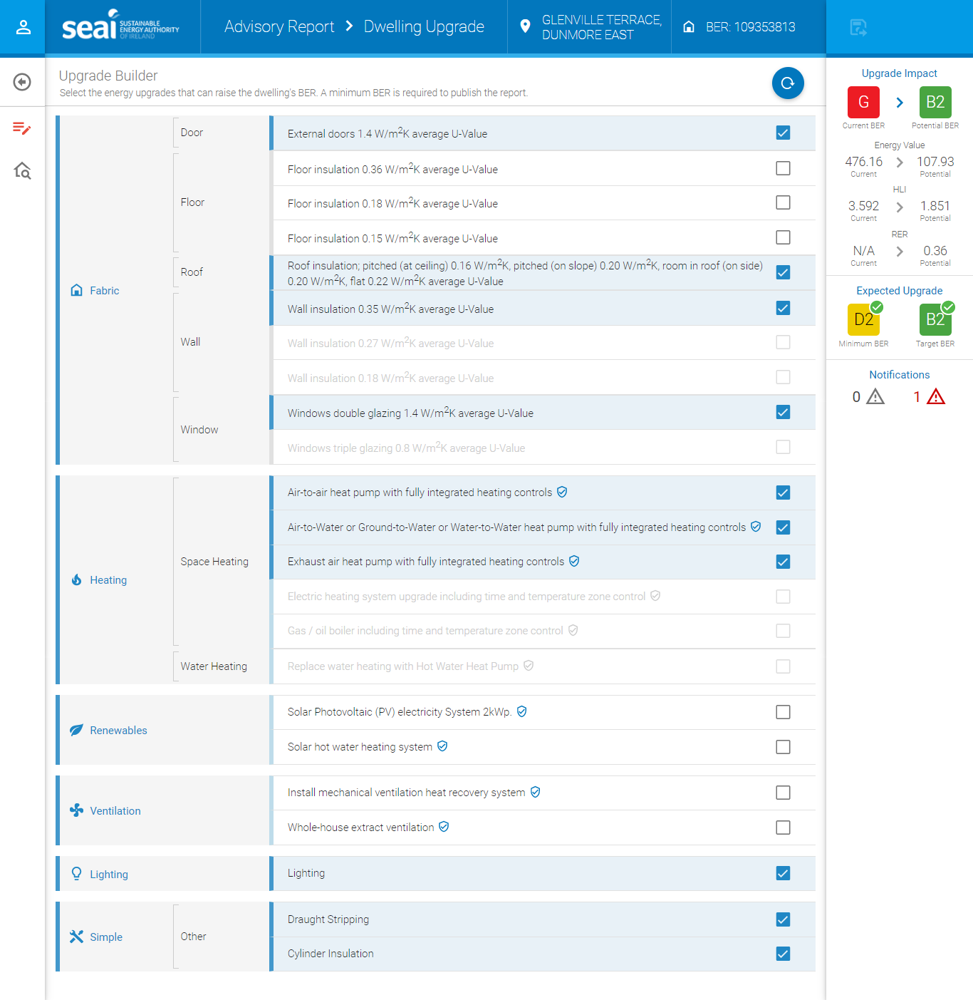 seai SUSTAINABLE
ENERGY AUTHORITY
OF IRELAND
Advisory Report > Dwelling Upgrade
GLENVILLE TERRACE,
DUNMORE EAST
BER: 109353813
Upgrade Builder
Select the energy upgrades that can raise the dwelling's BER. A minimum BER is required to publish the report.
Fabric
Door
External doors 1.4 W/m2K average U-Value
Floor
Floor insulation 0.36 W/m2K average U-Value
Floor insulation 0.18 W/m2K average U-Value
Floor insulation 0.15 W/m2K average U-Value
Roof
Roof insulation; pitched (at ceiling) 0.16 W/m2K, pitched (on slope) 0.20 W/m2K, room in roof (on side)
0.20 W/m2K, flat 0.22 W/m2K average U-Value
Wall
Wall insulation 0.35 W/m2K average U-Value
Wall insulation 0.27 W/m2K average U-Value
Wall insulation 0.18 W/m2K average U-Value
Window
Windows double glazing 1.4 W/m2K average U-Value
Windows triple glazing 0.8 W/m2K average U-Value
Heating
Space Heating
Air-to-air heat pump with fully integrated heating controls
Air-to-Water or Ground-to-Water or Water-to-Water heat pump with fully integrated heating controls
Exhaust air heat pump with fully integrated heating controls
Electric heating system upgrade including time and temperature zone control
Gas / oil boiler including time and temperature zone control
Water Heating
Replace water heating with Hot Water Heat Pump
Renewables
Solar Photovoltaic (PV) electricity System 2kWp.
Solar hot water heating system
Ventilation
Install mechanical ventilation heat recovery system
Whole-house extract ventilation
Lighting
Lighting
Simple
Other
Draught Stripping
Cylinder Insulation
Upgrade Impact
G > B2
Current BER Potential BER
Energy Value
476.16 > 107.93
Current Potential
HLI
3.592 > 1.851
Current Potential
RER
N/A > 0.36
Current Potential
Expected Upgrade
D2 B2
Minimum BER Target BER
Notifications
0 1